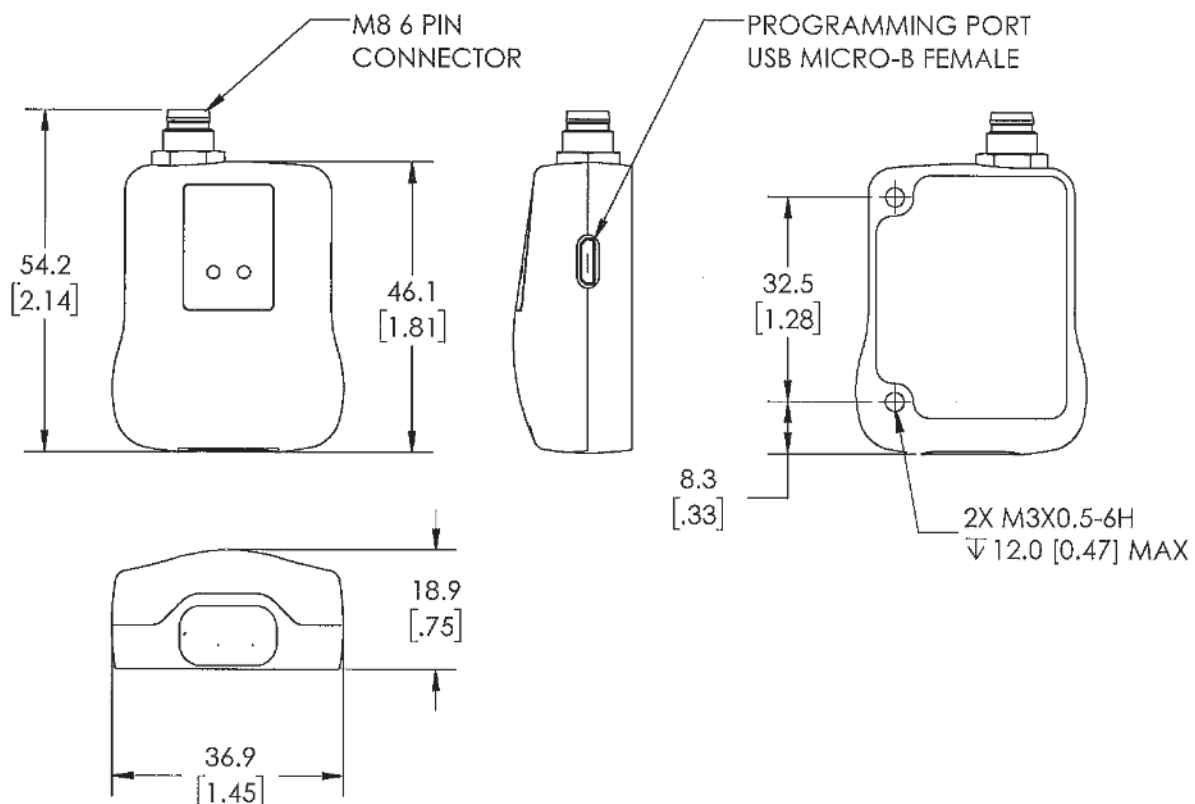 M8 6 PIN
CONNECTOR
PROGRAMMING PORT
USB MICRO-B FEMALE
54.2
[2.14]
46.1
[1.81]
32.5
[1.28]
8.3
[.33]
2X M3X0.5-6H
↧ 12.0 [0.47] MAX
18.9
[.75]
36.9
[1.45]